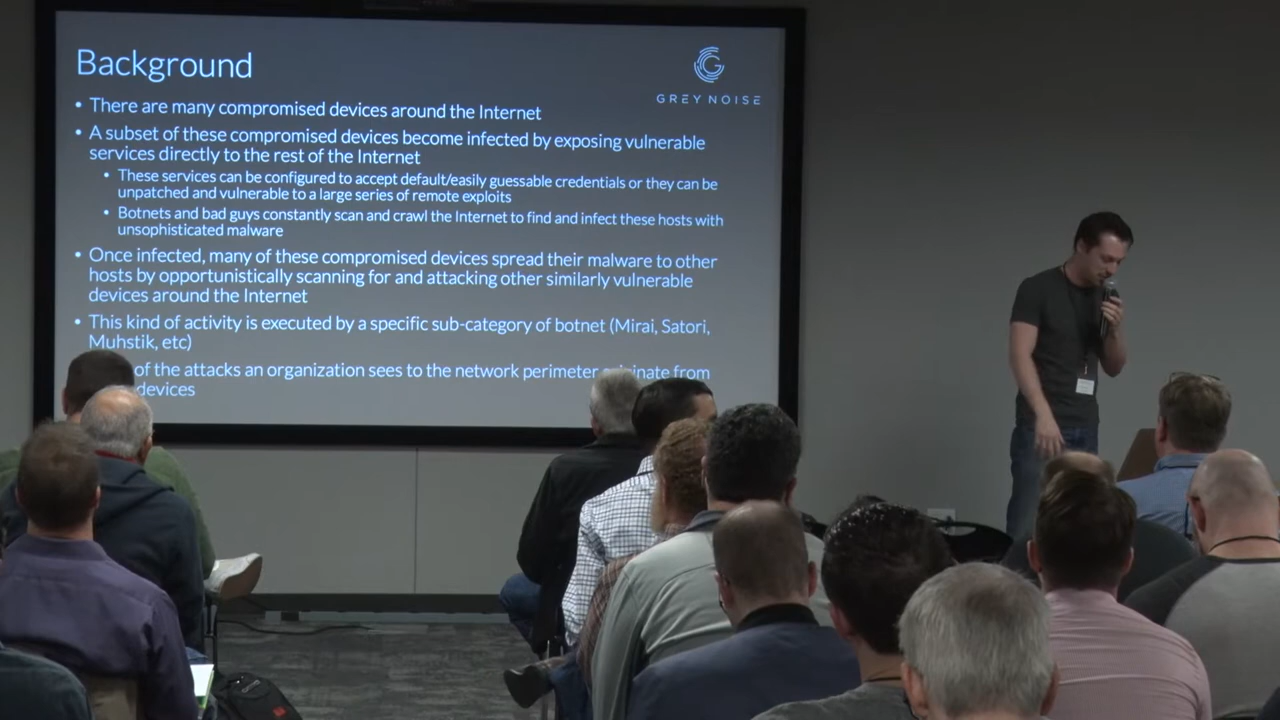 Background
GREY NOISE
• There are many compromised devices around the Internet
• A subset of these compromised devices become infected by exposing vulnerable
services directly to the rest of the Internet
• These services can be configured to accept default/easily guessable credentials or they can be
unpatched and vulnerable to a large series of remote exploits
• Botnets and bad guys constantly scan and crawl the Internet to find and infect these hosts with
unsophisticated malware
• Once infected, many of these compromised devices spread their malware to other
hosts by opportunistically scanning for and attacking other similarly vulnerable
devices around the Internet
• This kind of activity is executed by a specific sub-category of botnet (Mirai, Satori,
Muhstik, etc)
of the attacks an organization sees to the network perimeter from
devices